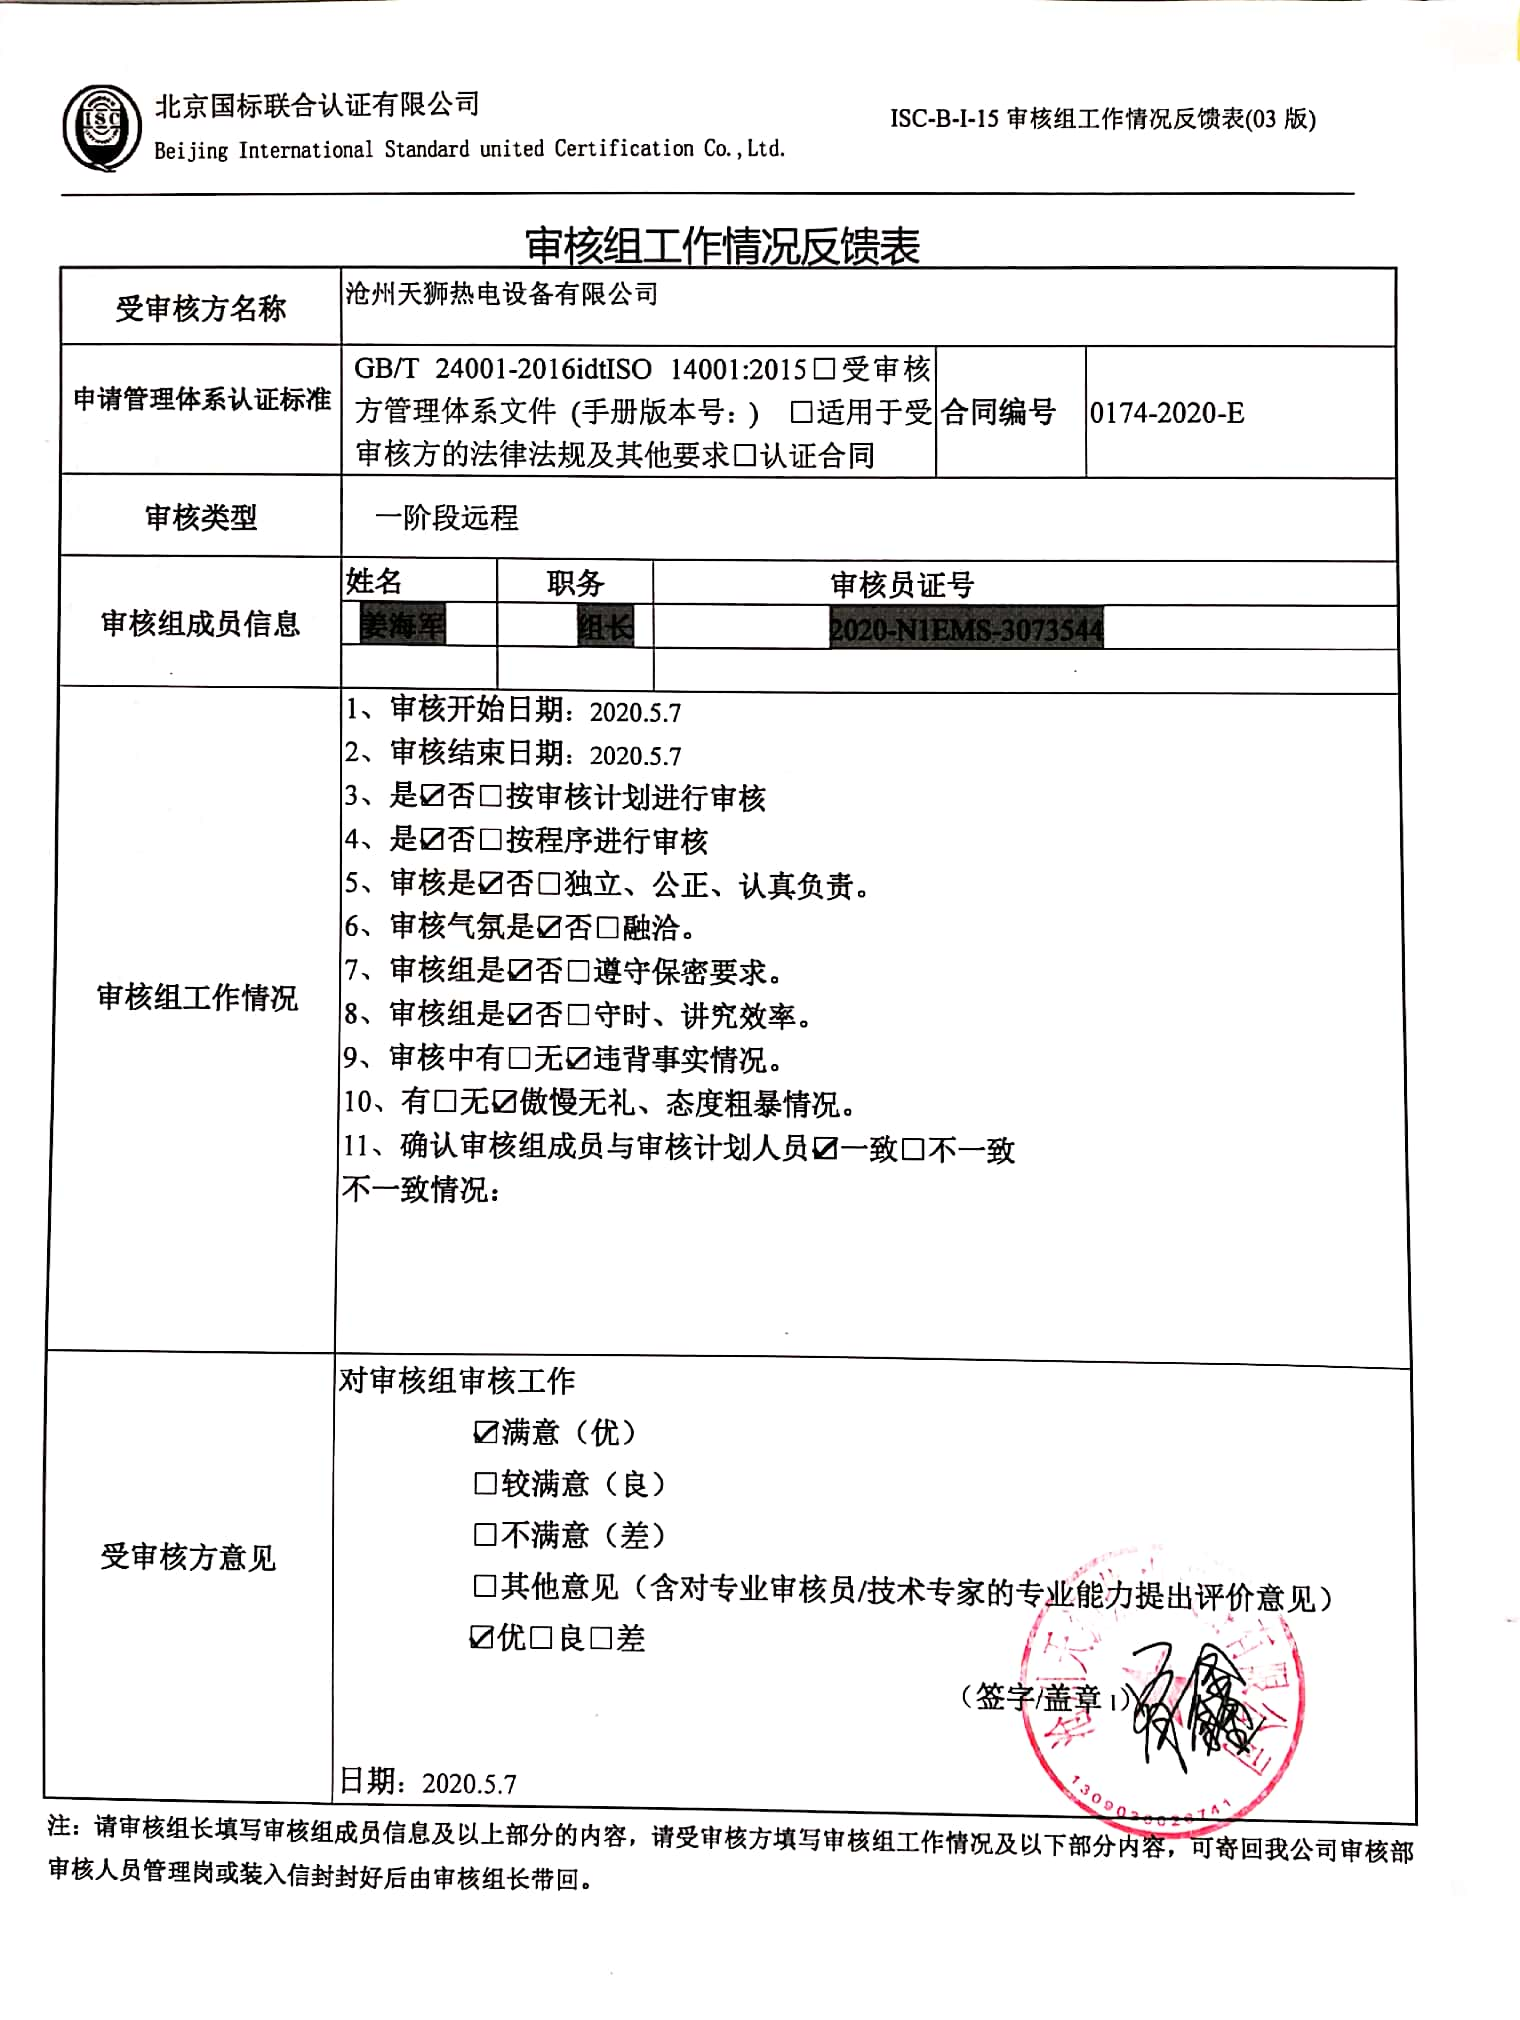 北京国标联合认证有限公司
ISC-B-I-15 审核组工作情况反馈表(03 版)
Beijing International Standard united Certification Co.,Ltd.
ISC
审核组工作情况反馈表
受审核方名称
沧州天狮热电设备有限公司
申请管理体系认证标准
GB/T 24001-2016idtISO 14001:2015□受审核
方管理体系文件 (手册版本号: ) □适用于受
审核方的法律法规及其他要求□认证合同
合同编号
0174-2020-E
审核类型
一阶段远程
审核组成员信息
姓名 职务 审核员证号
姜海军 组长 2020-N1EMS-3073544
审核组工作情况
1、审核开始日期: 2020.5.7
2、审核结束日期: 2020.5.7
3、是☑否□按审核计划进行审核
4、是☑否□按程序进行审核
5、审核是☑否□独立、公正、认真负责。
6、审核气氛是☑否□融洽。
7、审核组是☑否□遵守保密要求。
8、审核组是☑否□守时、讲究效率。
9、审核中有□无☑违背事实情况。
10、有□无☑傲慢无礼、态度粗暴情况。
11、确认审核组成员与审核计划人员☑一致□不一致
不一致情况:
受审核方意见
对审核组审核工作
☑满意（优）
□较满意（良）
□不满意（差）
□其他意见（含对专业审核员/技术专家的专业能力提出评价意见）
☑优□良□差
（签字/盖章）
日期: 2020.5.7
注: 请审核组长填写审核组成员信息及以上部分的内容，请受审核方填写审核组工作情况及以下部分内容，可寄回我公司审核部
审核人员管理岗或装入信封封好后由审核组长带回。